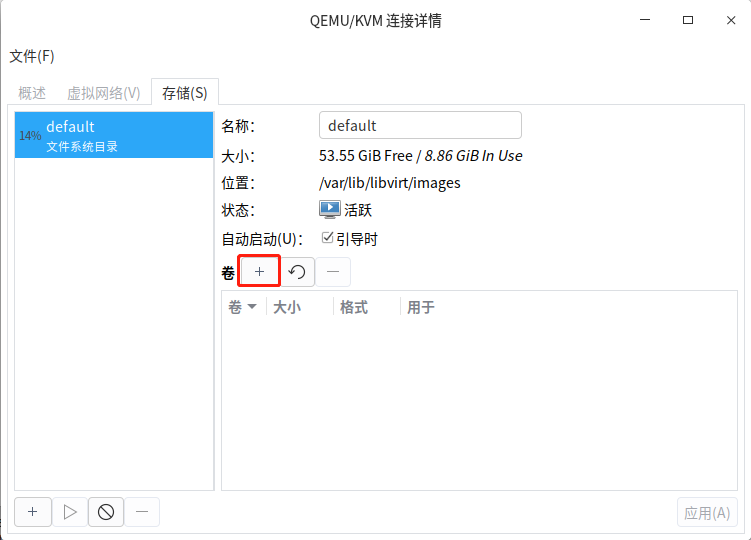 QEMU/KVM 连接详情
文件(F)
概述 虚拟网络(V) 存储(S)
14% default
文件系统目录
名称： default
大小： 53.55 GiB Free / 8.86 GiB In Use
位置： /var/lib/libvirt/images
状态： 活跃
自动启动(U)： 引导时
卷
卷 大小 格式 用于
应用(A)